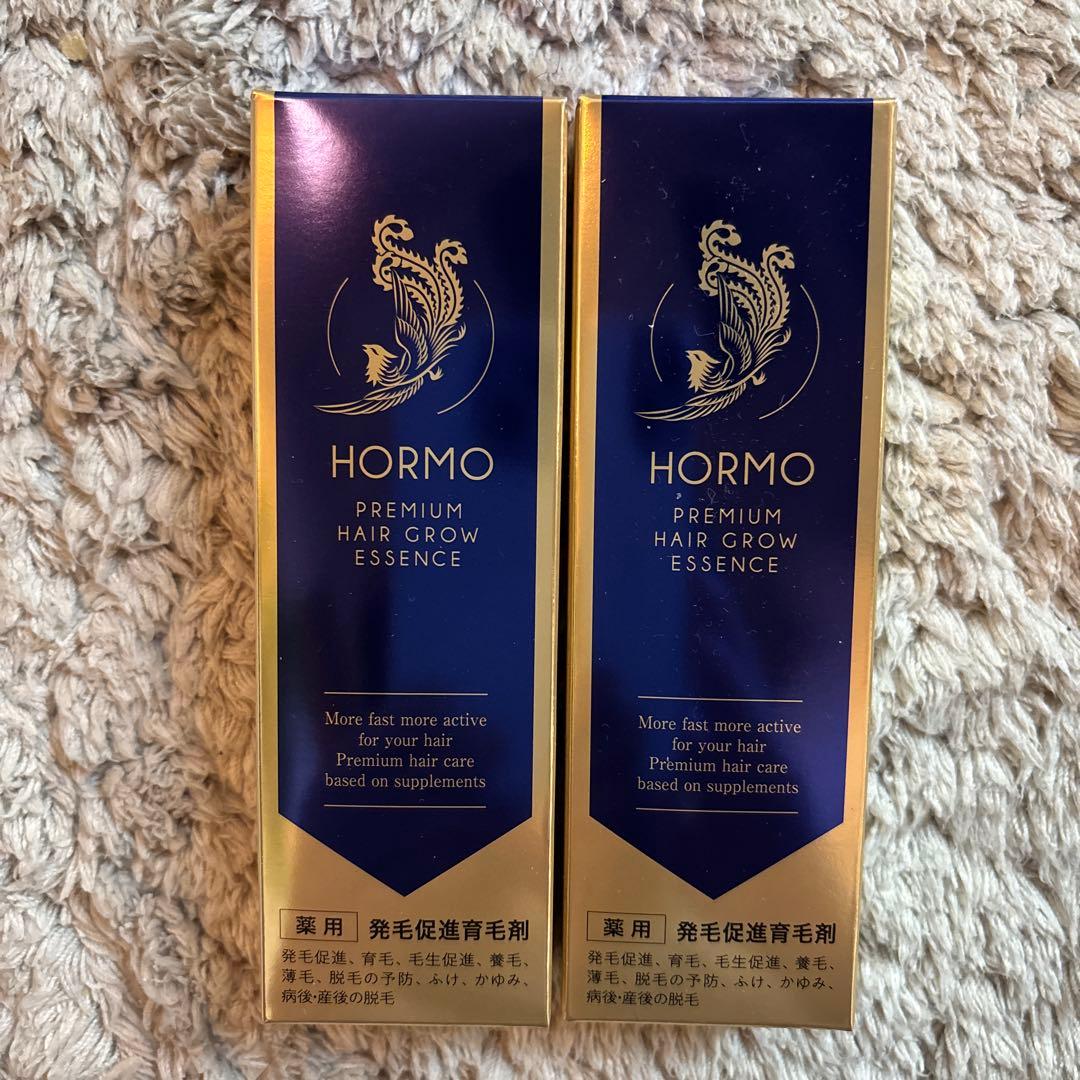 HORMO
PREMIUM
HAIR GROW
ESSENCE
More fast more active
for your hair
Premium hair care
based on supplements
薬用 発毛促進育毛剤
発毛促進、育毛、毛生促進、養毛、
薄毛、脱毛の予防、ふけ、かゆみ、
病後・産後の脱毛
HORMO
PREMIUM
HAIR GROW
ESSENCE
More fast more active
for your hair
Premium hair care
based on supplements
薬用 発毛促進育毛剤
発毛促進、育毛、毛生促進、養毛、
薄毛、脱毛の予防、ふけ、かゆみ、
病後・産後の脱毛